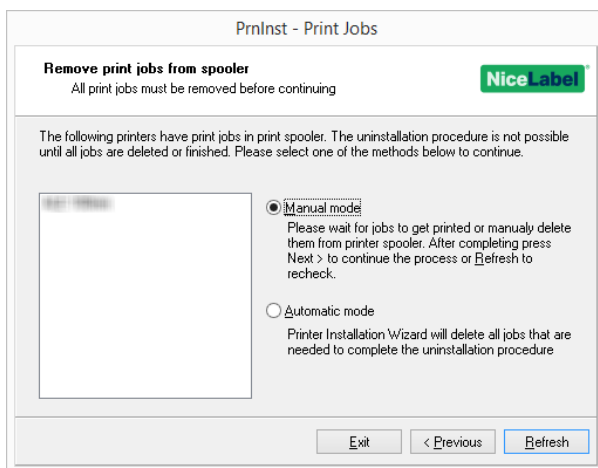 PrnInst - Print Jobs
Remove print jobs from spooler
All print jobs must be removed before continuing
NiceLabel
The following printers have print jobs in print spooler. The uninstallation procedure is not possible
until all jobs are deleted or finished. Please select one of the methods below to continue.
Manual mode
Please wait for jobs to get printed or manualy delete
them from printer spooler. After completing press
Next > to continue the process or Refresh to
recheck.
Automatic mode
Printer Installation Wizard will delete all jobs that are
needed to complete the uninstallation procedure
Exit
< Previous
Refresh